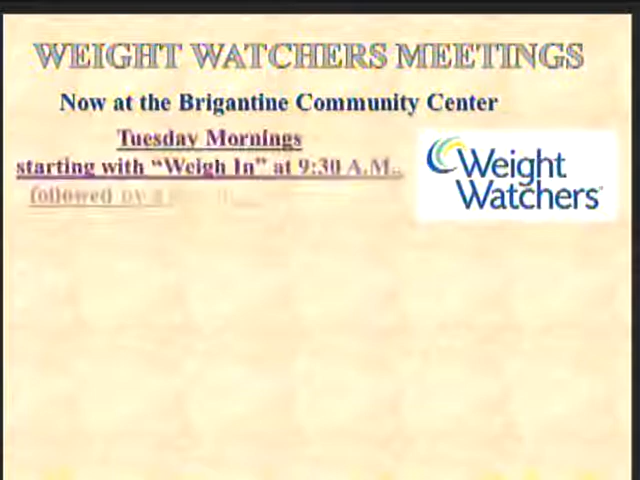 WEIGHT WATCHERS MEETINGS
Now at the Brigantine Community Center
Tuesday Mornings
starting with “Weigh In” at 9:30 A.M.
followed by a
Weight
Watchers